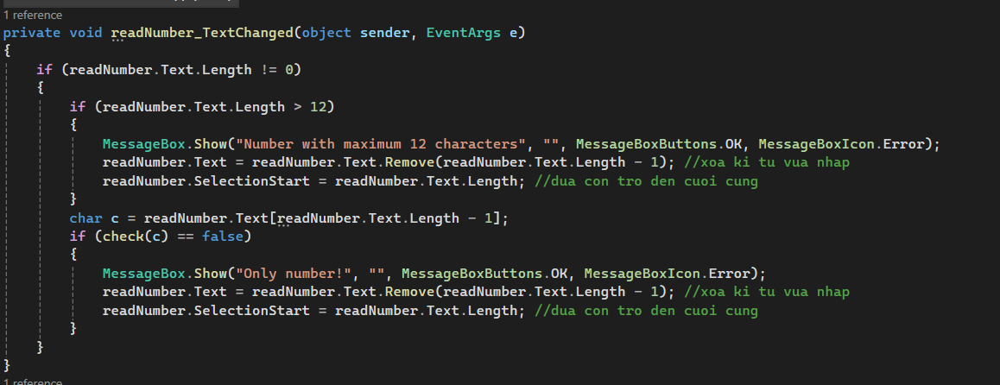 1 reference
private void readNumber_TextChanged(object sender, EventArgs e)
{
if (readNumber.Text.Length != 0)
{
if (readNumber.Text.Length > 12)
{
MessageBox.Show("Number with maximum 12 characters", "", MessageBoxButtons.OK, MessageBoxIcon.Error);
readNumber.Text = readNumber.Text.Remove(readNumber.Text.Length - 1); //xoa ki tu vua nhap
readNumber.SelectionStart = readNumber.Text.Length; //dua con tro den cuoi cung
}
char c = readNumber.Text[readNumber.Text.Length - 1];
if (check(c) == false)
{
MessageBox.Show("Only number!", "", MessageBoxButtons.OK, MessageBoxIcon.Error);
readNumber.Text = readNumber.Text.Remove(readNumber.Text.Length - 1); //xoa ki tu vua nhap
readNumber.SelectionStart = readNumber.Text.Length; //dua con tro den cuoi cung
}
}
}
1 reference